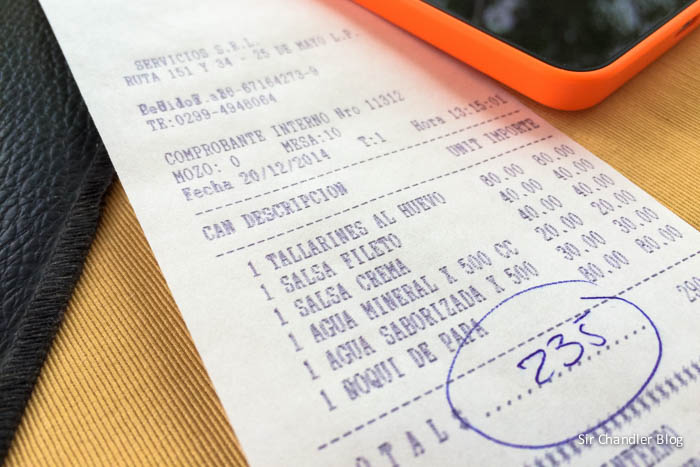 SERVICIOS S.R.L.
RUTA 151 Y 34 - 25 DE MAYO L.P.
67164273-9
TE:0299-4948064
COMPROBANTE INTERNO Nro 11312
MOZO: 0 MESA:10 T:1 Hora 13:15:01
Fecha 20/12/2014
CAN DESCRIPCION UNIT IMPORTE
1 TALLARINES AL HUEVO 80.00 80.00
1 SALSA FILETO 40.00 40.00
1 SALSA CREMA 40.00 40.00
1 AGUA MINERAL X 500 CC 20.00 20.00
1 AGUA SABORIZADA X 500 30.00 30.00
1 ÑOQUI DE PAPA 80.00 80.00
235
T O T A L
Sir Chandler Blog